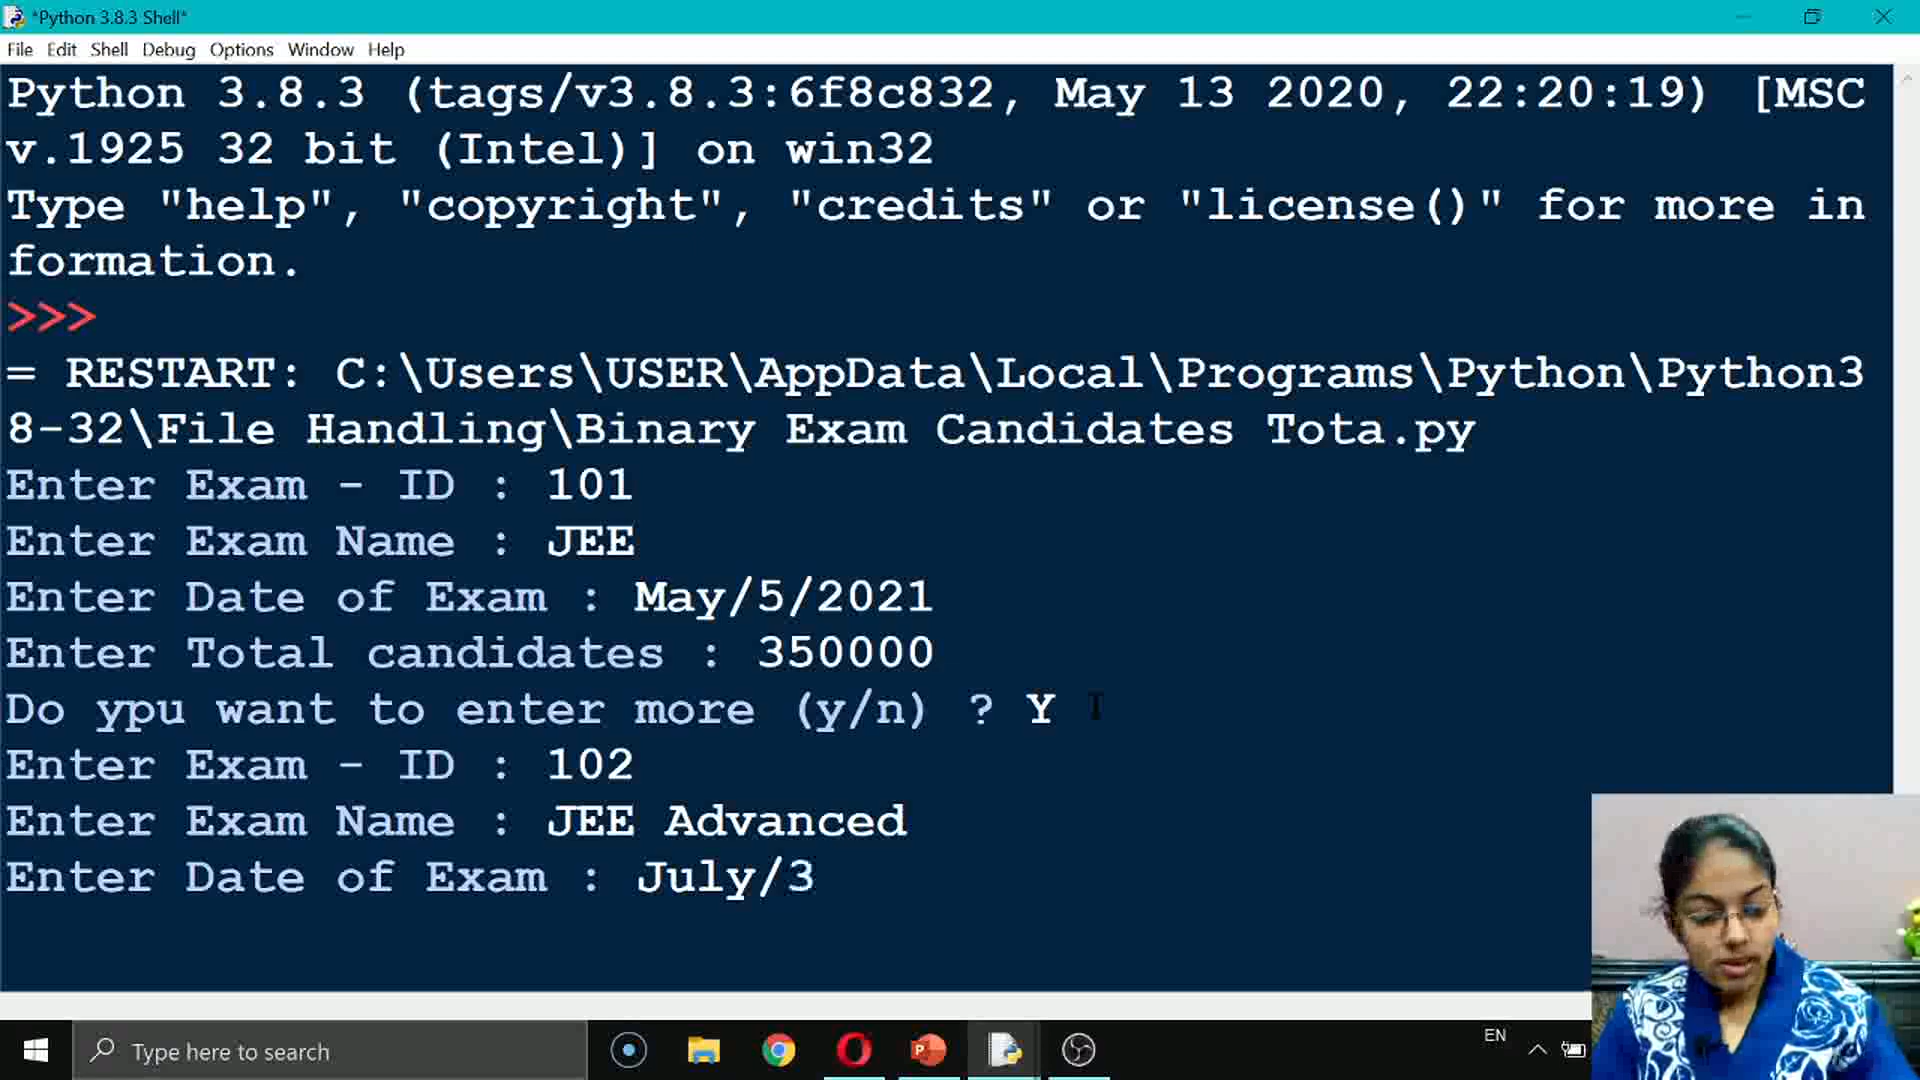 *Python 3.8.3 Shell*
File Edit Shell Debug Options Window Help
Python 3.8.3 (tags/v3.8.3:6f8c832, May 13 2020, 22:20:19) [MSC
v.1925 32 bit (Intel)] on win32
Type "help", "copyright", "credits" or "license()" for more in
formation.
>>>
= RESTART: C:\Users\USER\AppData\Local\Programs\Python\Python3
8-32\File Handling\Binary Exam Candidates Tota.py
Enter Exam - ID : 101
Enter Exam Name : JEE
Enter Date of Exam : May/5/2021
Enter Total candidates : 350000
Do ypu want to enter more (y/n) ? Y
Enter Exam - ID : 102
Enter Exam Name : JEE Advanced
Enter Date of Exam : July/3
Type here to search
EN